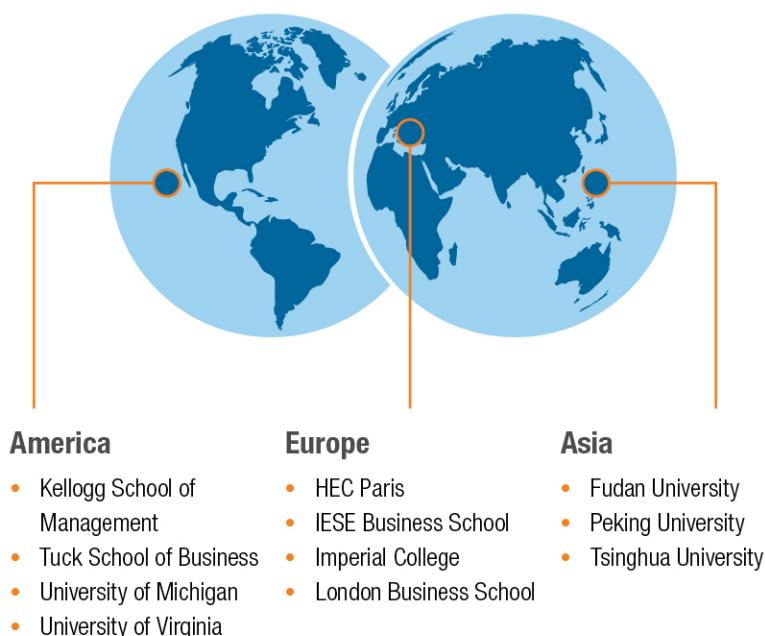 America
• Kellogg School of
Management
• Tuck School of Business
• University of Michigan
• University of Virginia
Europe
• HEC Paris
• IESE Business School
• Imperial College
• London Business School
Asia
• Fudan University
• Peking University
• Tsinghua University